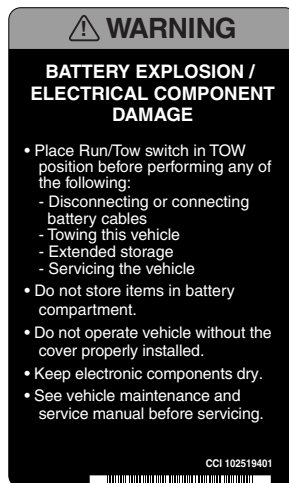 ⚠ WARNING
BATTERY EXPLOSION /
ELECTRICAL COMPONENT
DAMAGE
• Place Run/Tow switch in TOW
position before performing any of
the following:
- Disconnecting or connecting
battery cables
- Towing this vehicle
- Extended storage
- Servicing the vehicle
• Do not store items in battery
compartment.
• Do not operate vehicle without the
cover properly installed.
• Keep electronic components dry.
• See vehicle maintenance and
service manual before servicing.
CCI 102519401